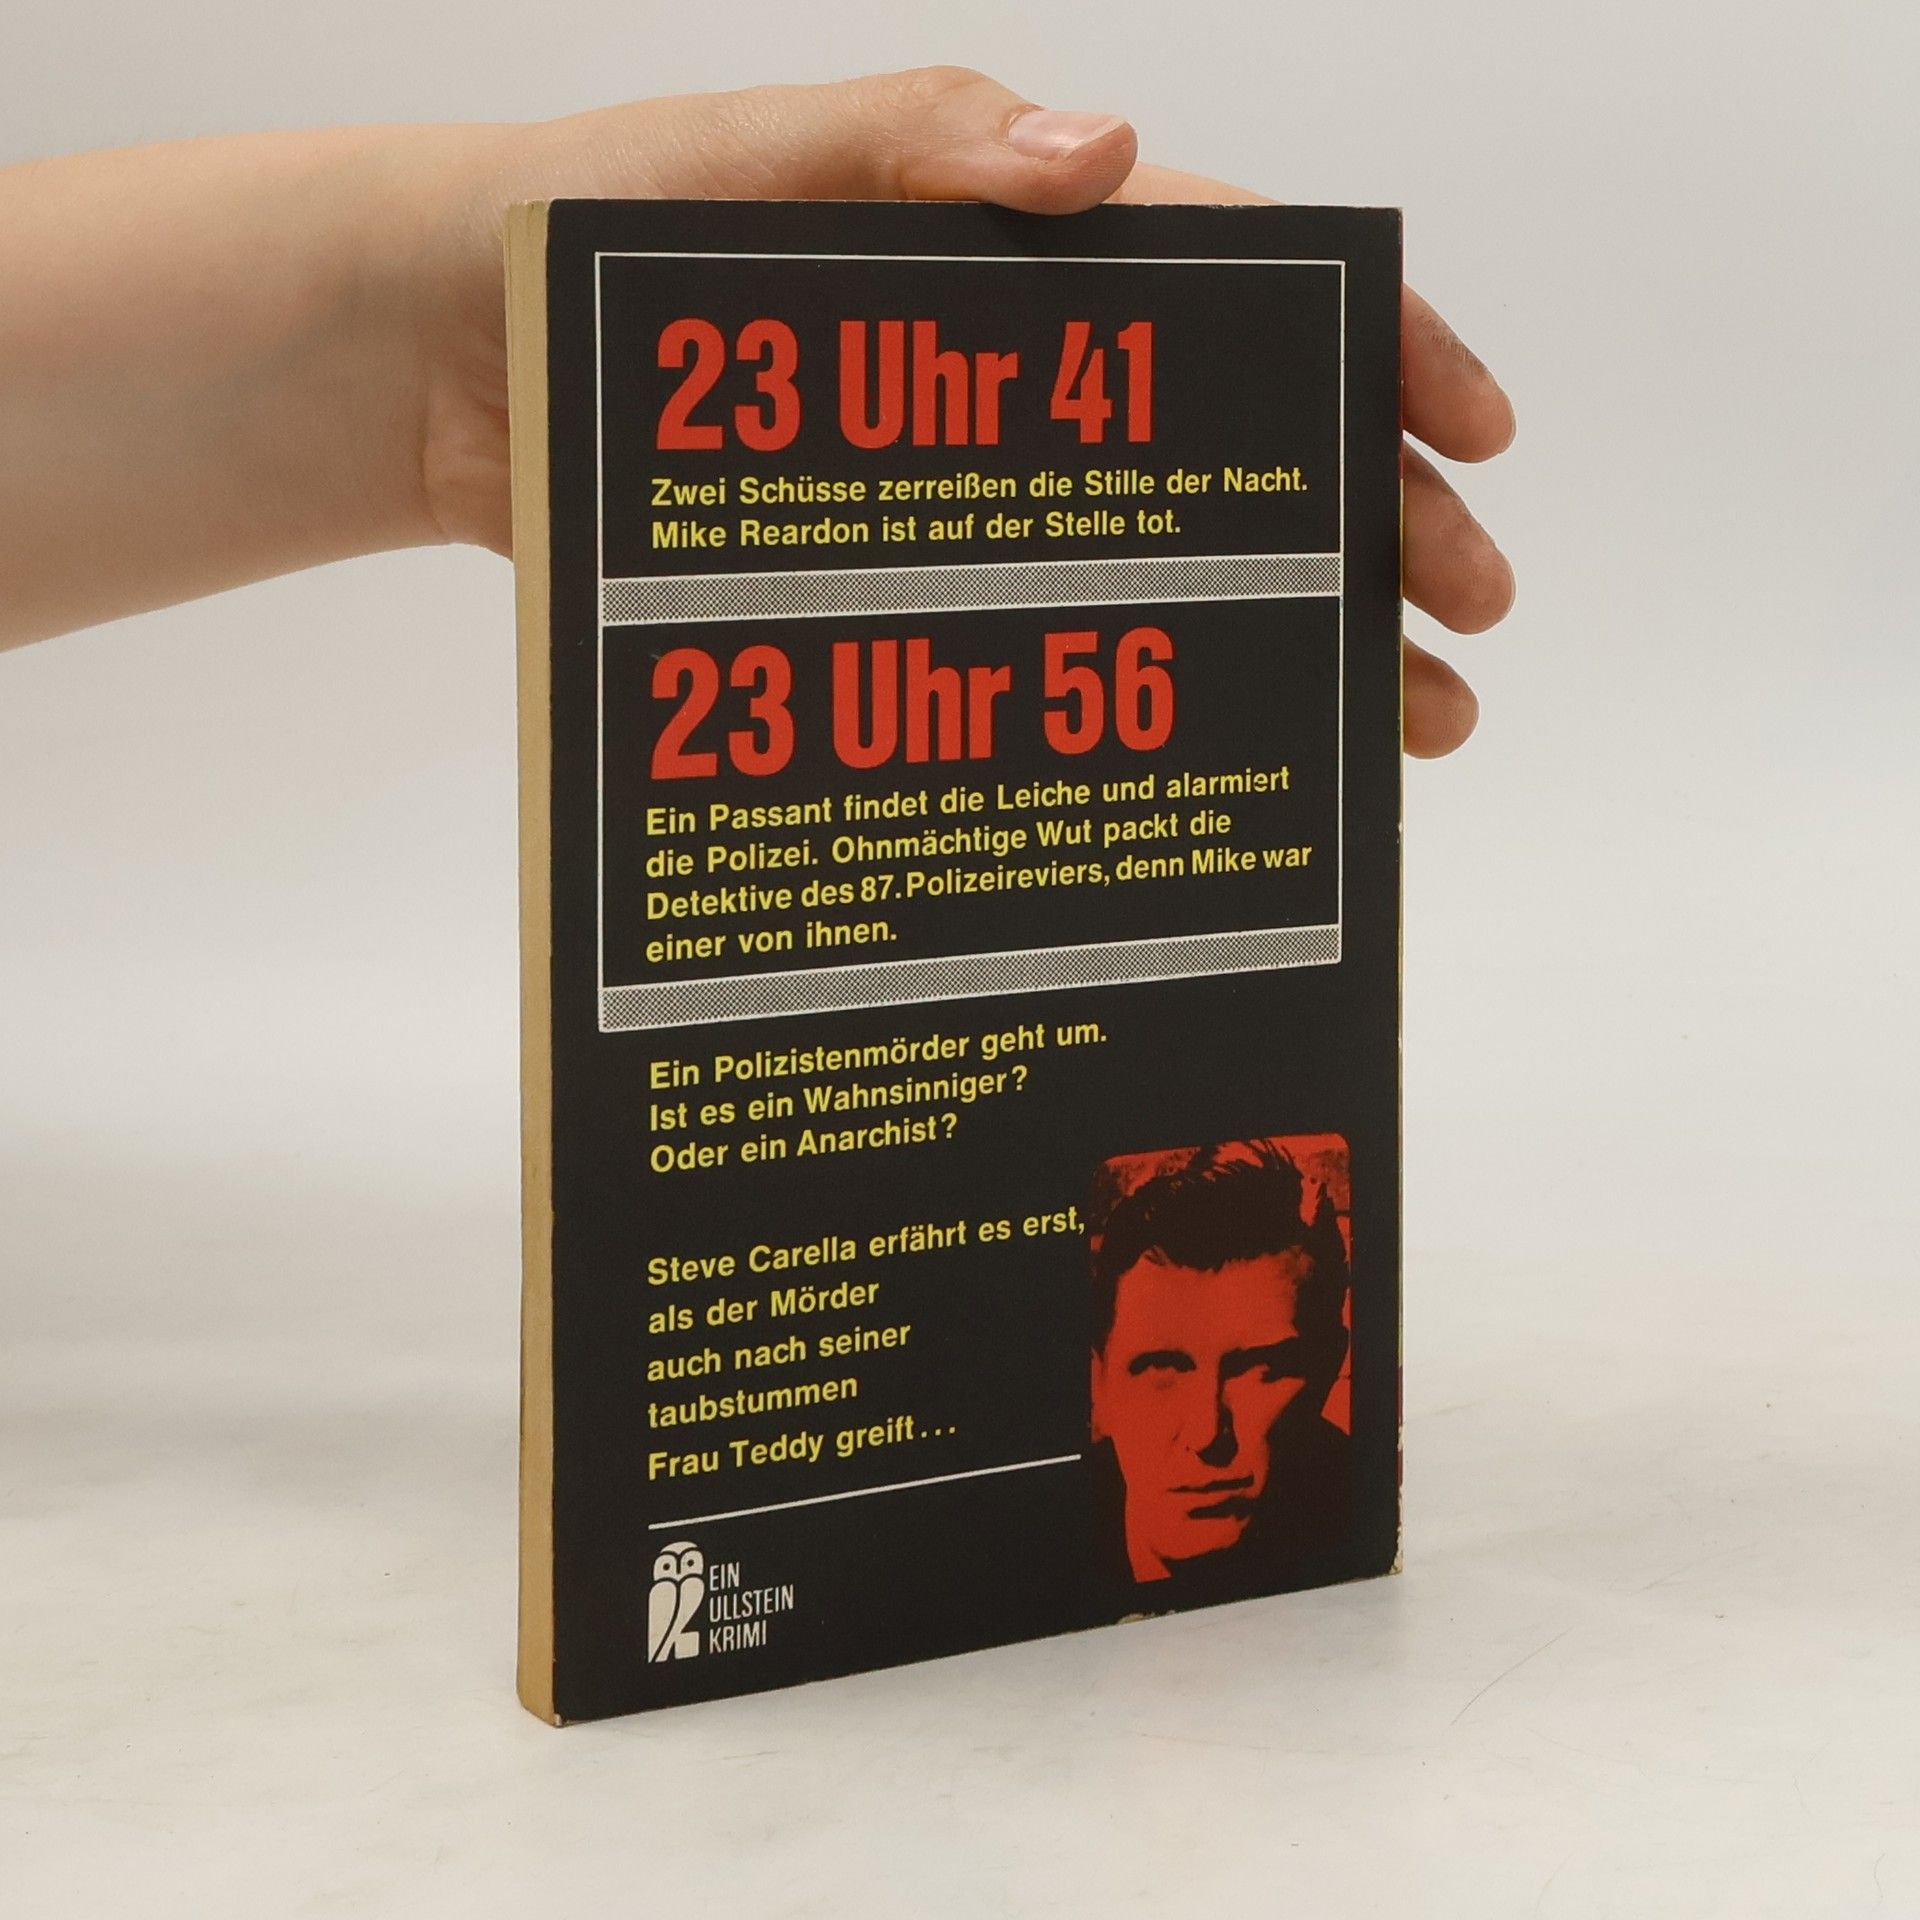 23 Uhr 41
Zwei Schüsse zerreißen die Stille der Nacht.
Mike Reardon ist auf der Stelle tot.
23 Uhr 56
Ein Passant findet die Leiche und alarmiert
die Polizei. Ohnmächtige Wut packt die
Detektive des 87. Polizeireviers, denn Mike war
einer von ihnen.
Ein Polizistenmörder geht um.
Ist es ein Wahnsinniger?
Oder ein Anarchist?
Steve Carella erfährt es erst,
als der Mörder
auch nach seiner
taubstummen
Frau Teddy greift...
EIN
ULLSTEIN
KRIMI